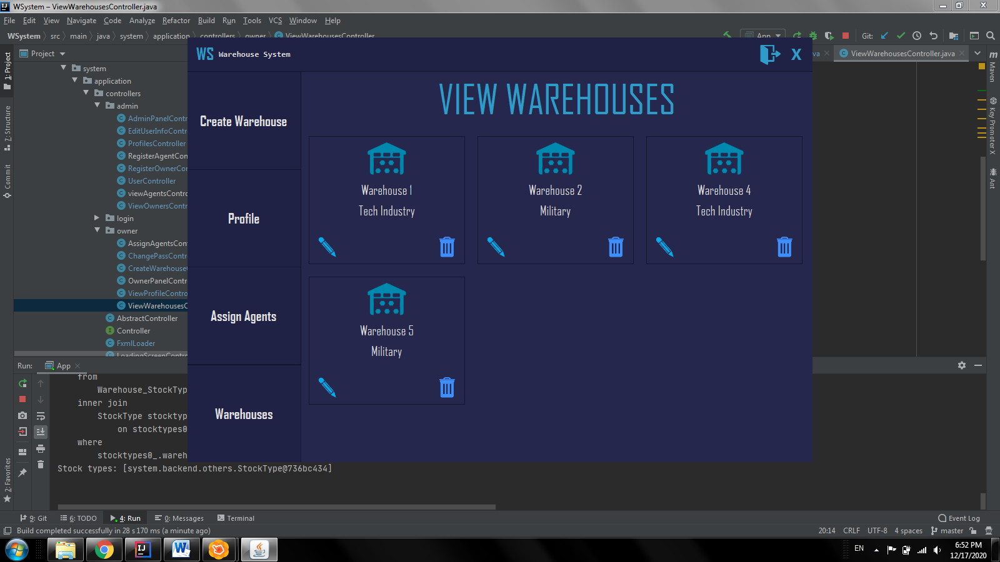 WSystem – ViewWarehousesController.java
File Edit View Navigate Code Analyze Refactor Build Run Tools VCS Window Help
WSystem src main java system application controllers owner ViewWarehousesController
App
Git:
1: Project
7: Structure
Commit
2: Favorites
Project
va
ViewWarehousesController.java
Maven
Key Promoter X
Ant
system
application
controllers
admin
AdminPanelContr
EditUserInfoContr
ProfilesController
RegisterAgentCon
RegisterOwnerCor
UserController
viewAgentsContro
ViewOwnersContr
login
owner
AssignAgentsCont
ChangePassContr
CreateWarehouse
OwnerPanelContr
ViewProfileContro
ViewWarehousesC
AbstractController
Controller
FxmlLoader
LoadingScreenContr
WS Warehouse System
X
Create Warehouse
Profile
Assign Agents
Warehouses
VIEW WAREHOUSES
Warehouse 1
Tech Industry
Warehouse 2
Military
Warehouse 4
Tech Industry
Warehouse 5
Military
Run: App
from
Warehouse_StockTyp
inner join
StockType stocktyp
on stocktypes0
where
stocktypes0_.wareh
Stock types: [system.backend.others.StockType@736bc434]
9: Git 6: TODO 4: Run 0: Messages Terminal Event Log
Build completed successfully in 28 s 170 ms (a minute ago) 20:14 CRLF UTF-8 4 spaces master
EN
6:52 PM
12/17/2020